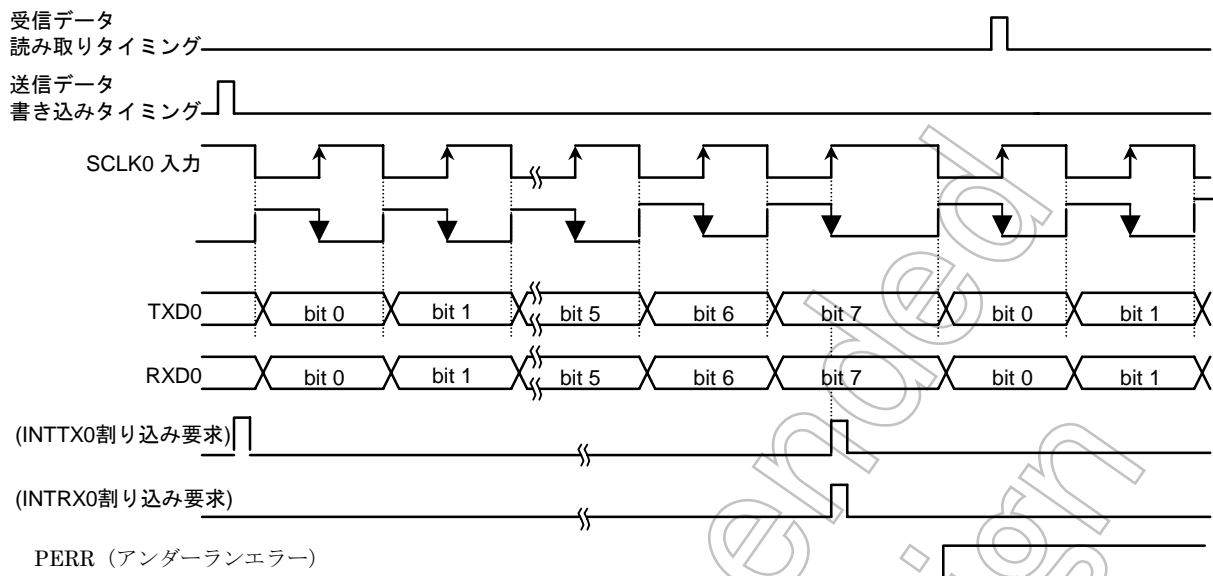 受信データ
読み取りタイミング
送信データ
書き込みタイミング
SCLK0 入力
TXD0 bit 0 bit 1 bit 5 bit 6 bit 7 bit 0 bit 1
RXD0 bit 0 bit 1 bit 5 bit 6 bit 7 bit 0 bit 1
(INTTX0割り込み要求)
(INTRX0割り込み要求)
PERR（アンダーランエラー）